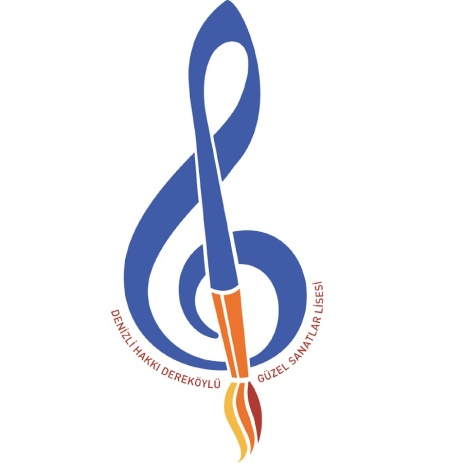 DENİZLİ HAKKI DEREKÖYLÜ GÜZEL SANATLAR LİSESİ